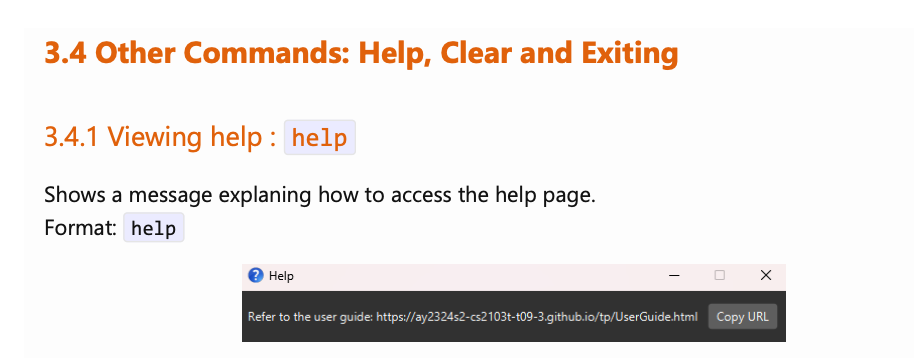 3.4 Other Commands: Help, Clear and Exiting
3.4.1 Viewing help : help
Shows a message explaning how to access the help page.
Format: help
Help
Refer to the user guide: https://ay2324s2-cs2103t-t09-3.github.io/tp/UserGuide.html Copy URL